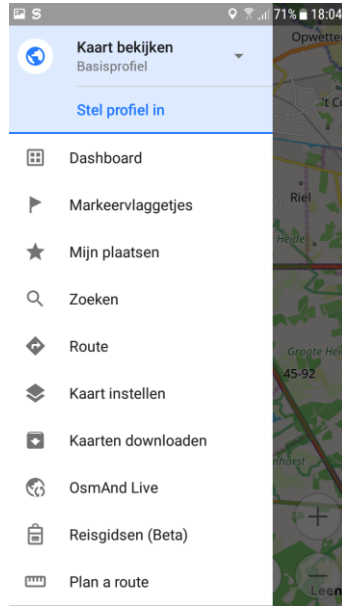 S 71% 18:04
Kaart bekijken
Basisprofiel
Stel profiel in
Dashboard
Markeervlaggetjes
Mijn plaatsen
Zoeken
Route
Kaart instellen
Kaarten downloaden
OsmAnd Live
Reisgidsen (Beta)
Plan a route
Opwette
't C
Riel
Heide
Groote He
45-92
nhorst
Leen